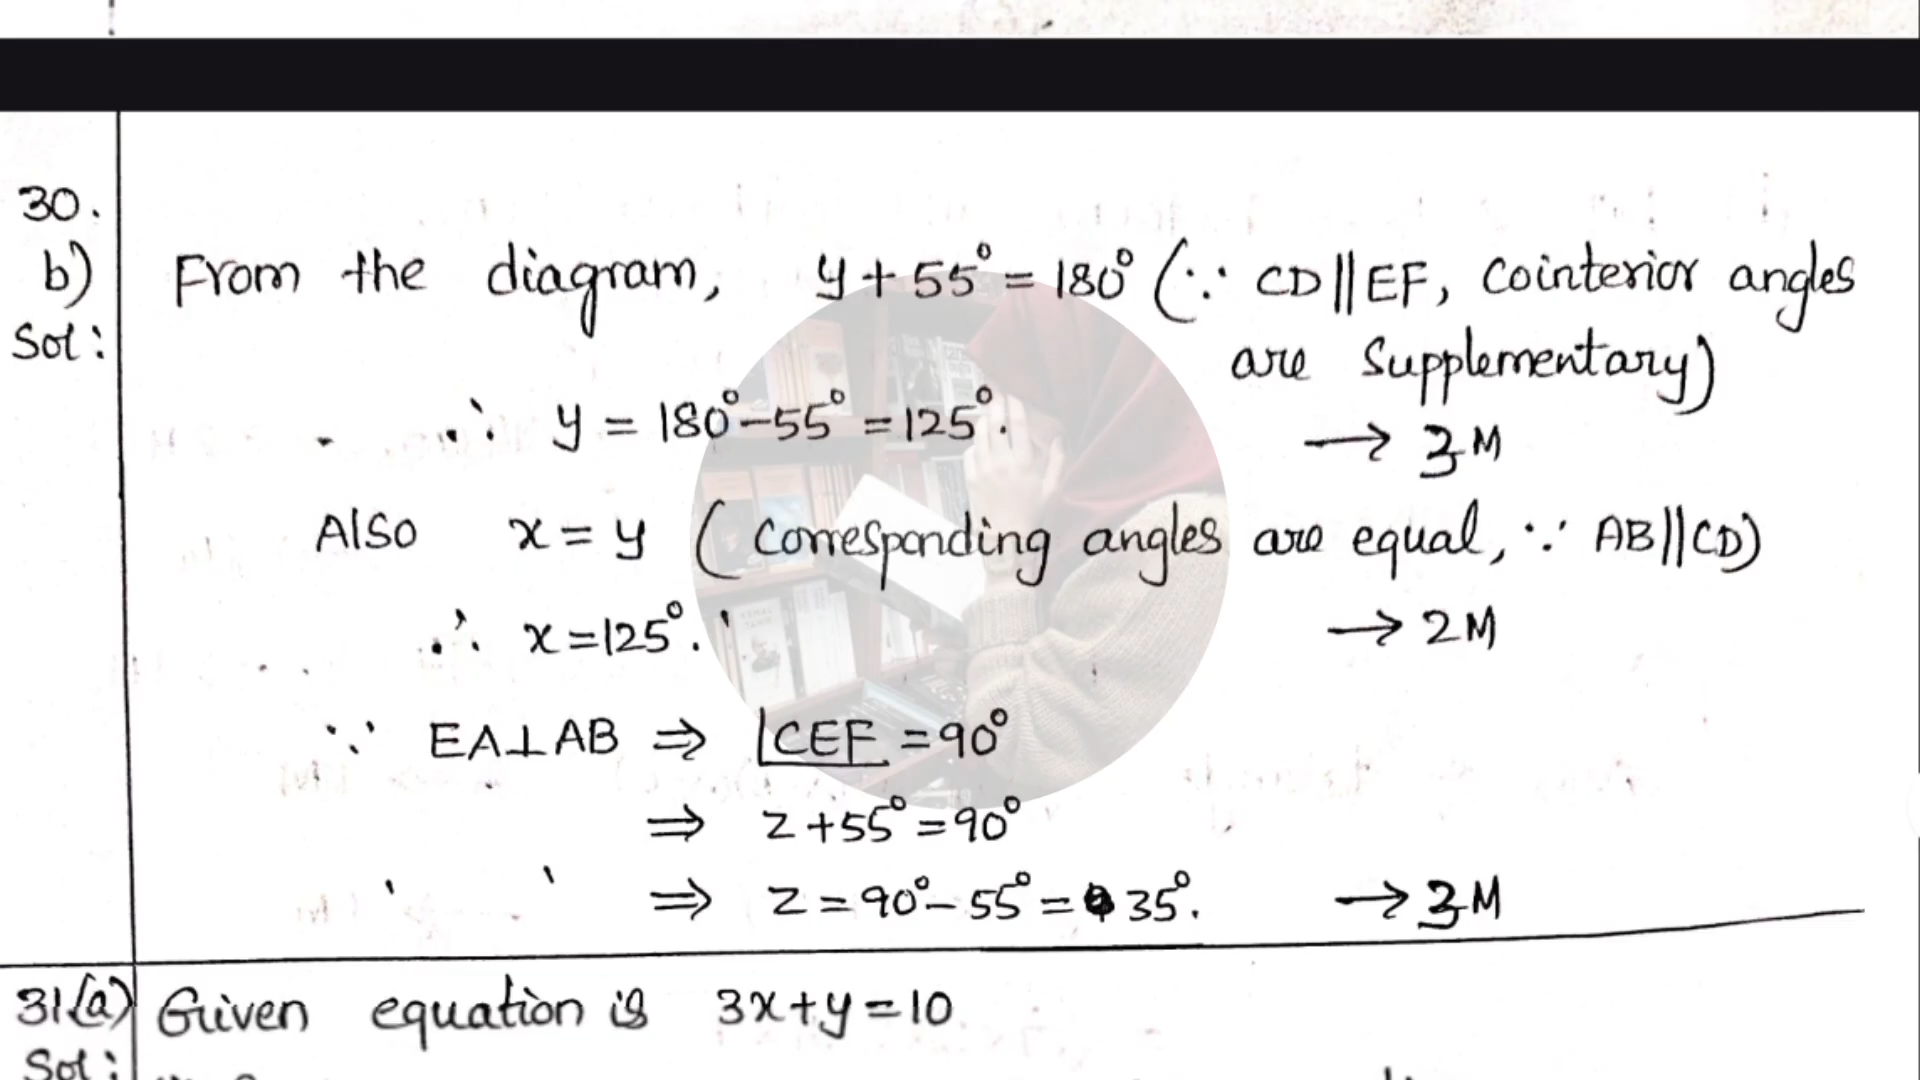 30.
b) From the diagram, y + 55° = 180° (∵ CD||EF, Cointerior angles
Sol: are Supplementary)
∴ y = 180° - 55° = 125°. → 3M
Also x = y (Corresponding angles are equal, ∵ AB||CD)
∴ x = 125°. → 2M
∵ EA⊥AB ⇒ ∠CEF = 90°
⇒ z + 55° = 90°
⇒ z = 90° - 55° = 35°. → 3M
31(a) Given equation is 3x + y = 10
Sol: